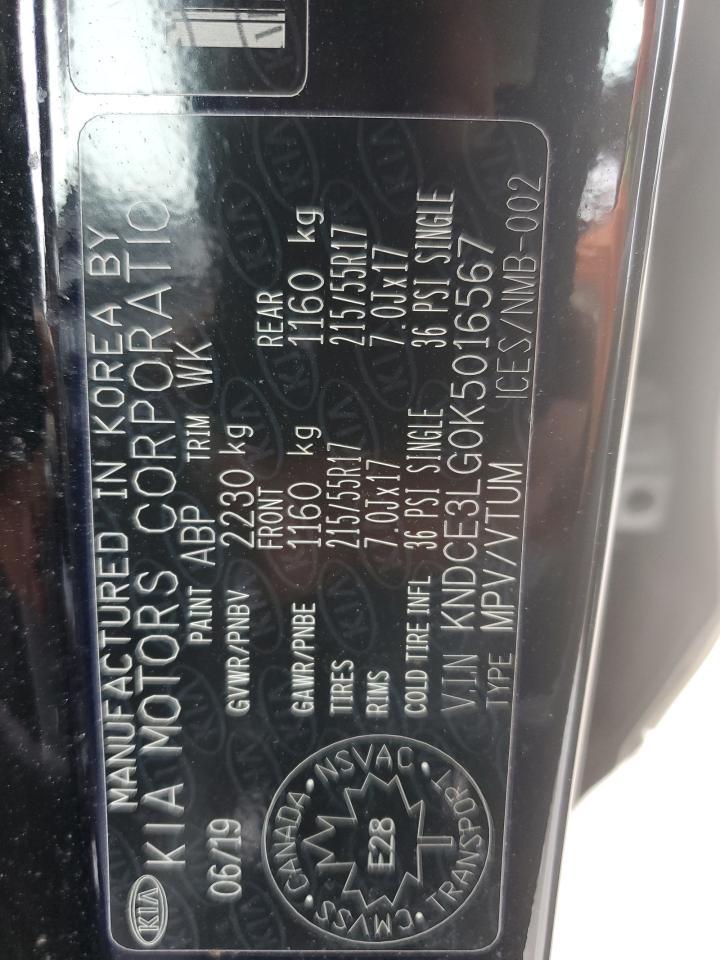 MANUFACTURED IN KOREA BY
KIA MOTORS CORPORATIO
06/19 PAINT ABP TRIM WK
GVWR/PNBV 2230 kg
FRONT REAR
GAWR/PNBE 1160 kg 1160 kg
TIRES 215/55R17 215/55R17
RIMS 7.0Jx17 7.0Jx17
COLD TIRE INFL 36 PSI SINGLE 36 PSI SINGLE
V.I.N KNDCE3LG0K5016567
TYPE MPV/VTUM ICES/NMB-002
KIA
CMVSS · CANADA · NSVAC · TRANSPORT
E28